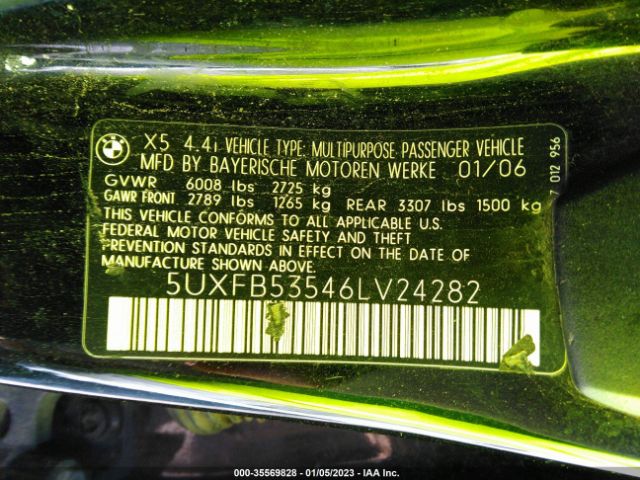 BMW
X5 4.4i VEHICLE TYPE: MULTIPURPOSE PASSENGER VEHICLE
MFD BY BAYERISCHE MOTOREN WERKE 01/06
GVWR 6008 lbs 2725 kg
GAWR FRONT 2789 lbs 1265 kg REAR 3307 lbs 1500 kg
THIS VEHICLE CONFORMS TO ALL APPLICABLE U.S.
FEDERAL MOTOR VEHICLE SAFETY AND THEFT
PREVENTION STANDARDS IN EFFECT ON THE DATE OF
MANUFACTURE SHOWN ABOVE.
5UXFB53546LV24282
7 012 956
000-35569828 - 01/05/2023 - IAA Inc.